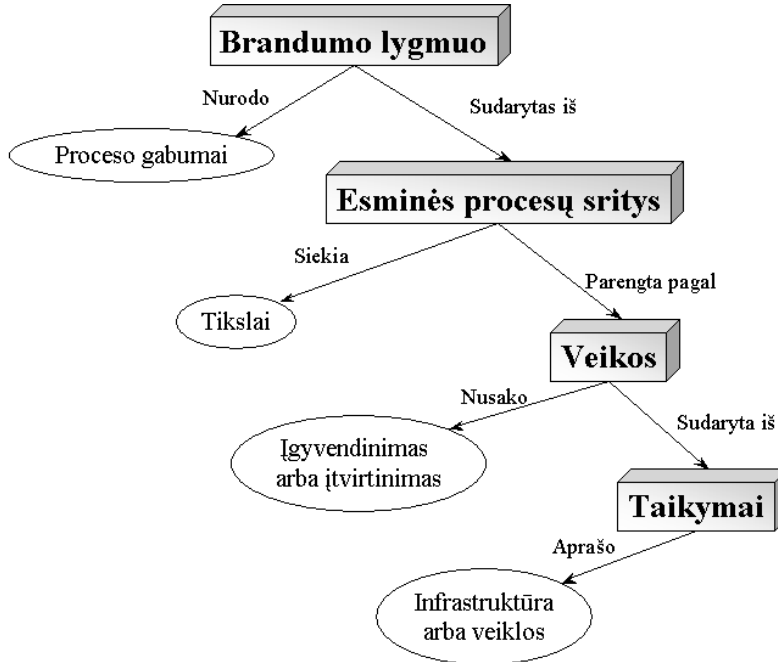 Brandumo lygmuo
Nurodo
Sudarytas iš
Proceso gabumai
Esminės procesų sritys
Siekia
Parengta pagal
Tikslai
Veikos
Nusako
Sudaryta iš
Įgyvendinimas
arba įtvirtinimas
Taikymai
Aprašo
Infrastruktūra
arba veiklos